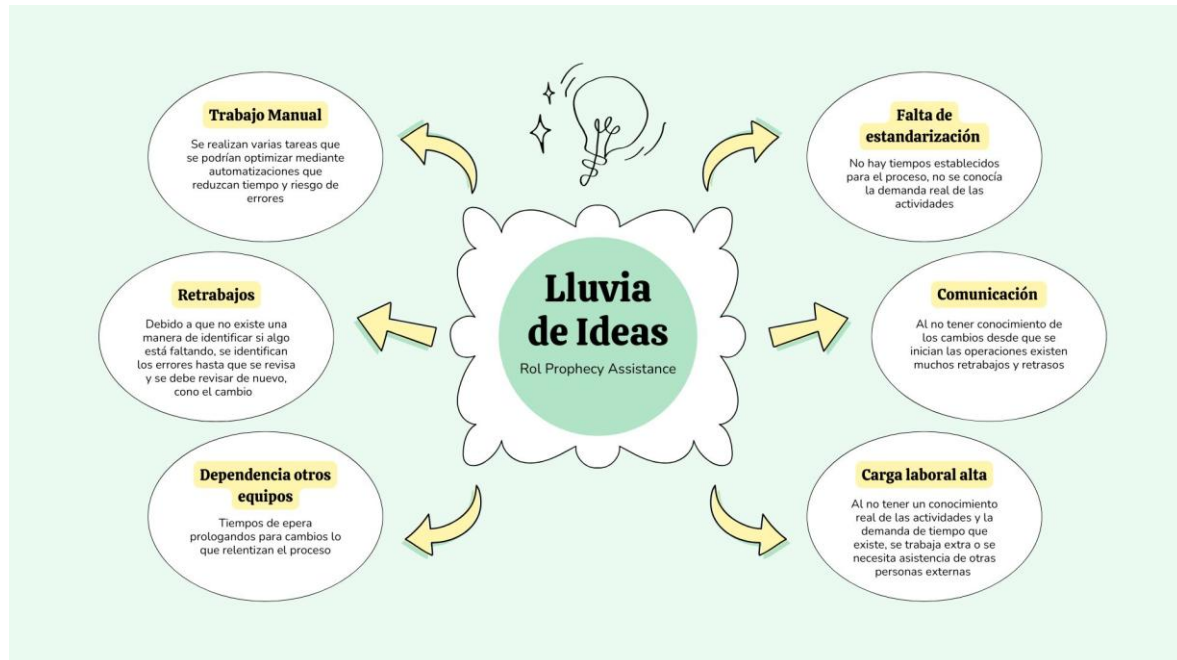 Lluvia
de Ideas
Rol Prophecy Assistance
Trabajo Manual
Se realizan varias tareas que
se podrían optimizar mediante
automatizaciones que
reduzcan tiempo y riesgo de
errores
Retrabajos
Debido a que no existe una
manera de identificar si algo
está faltando, se identifican
los errores hasta que se revisa
y se debe revisar de nuevo,
cono el cambio
Dependencia otros
equipos
Tiempos de epera
prologandos para cambios lo
que relentizan el proceso
Falta de
estandarización
No hay tiempos establecidos
para el proceso, no se conocía
la demanda real de las
actividades
Comunicación
Al no tener conocimiento de
los cambios desde que se
inician las operaciones existen
muchos retrabajos y retrasos
Carga laboral alta
Al no tener un conocimiento
real de las actividades y la
demanda de tiempo que
existe, se trabaja extra o se
necesita asistencia de otras
personas externas